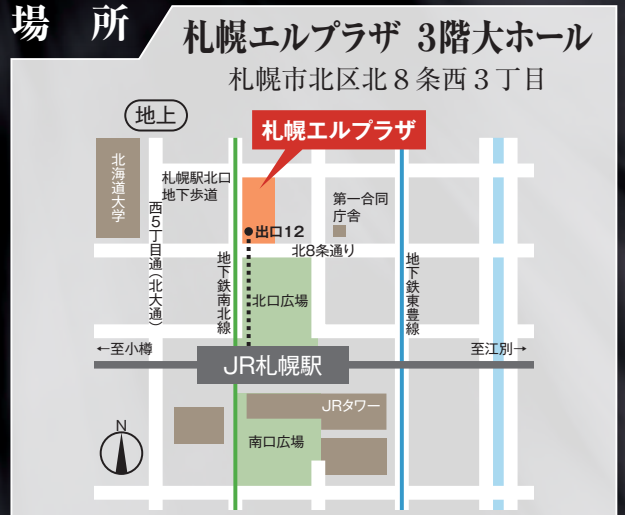 場 所
札幌エルプラザ 3階大ホール
札幌市北区北8条西3丁目
地上
札幌エルプラザ
北海道大学
札幌駅北口
地下歩道
西5丁目通(北大通)
第一合同
庁舎
出口12
北8条通り
地下鉄南北線
地下鉄東豊線
北口広場
←至小樽
至江別→
JR札幌駅
JRタワー
南口広場
N